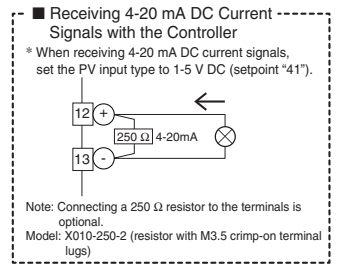 ■ Receiving 4-20 mA DC Current
Signals with the Controller
* When receiving 4-20 mA DC current signals,
set the PV input type to 1-5 V DC (setpoint “41”).
12 +
250 Ω 4-20mA
13 -
Note: Connecting a 250 Ω resistor to the terminals is
optional.
Model: X010-250-2 (resistor with M3.5 crimp-on terminal
lugs)